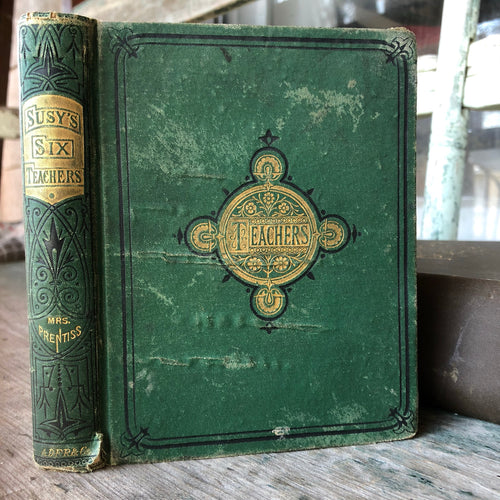 SUSY'S
SIX
TEACHERS
MRS.
PRENTISS
TEACHERS